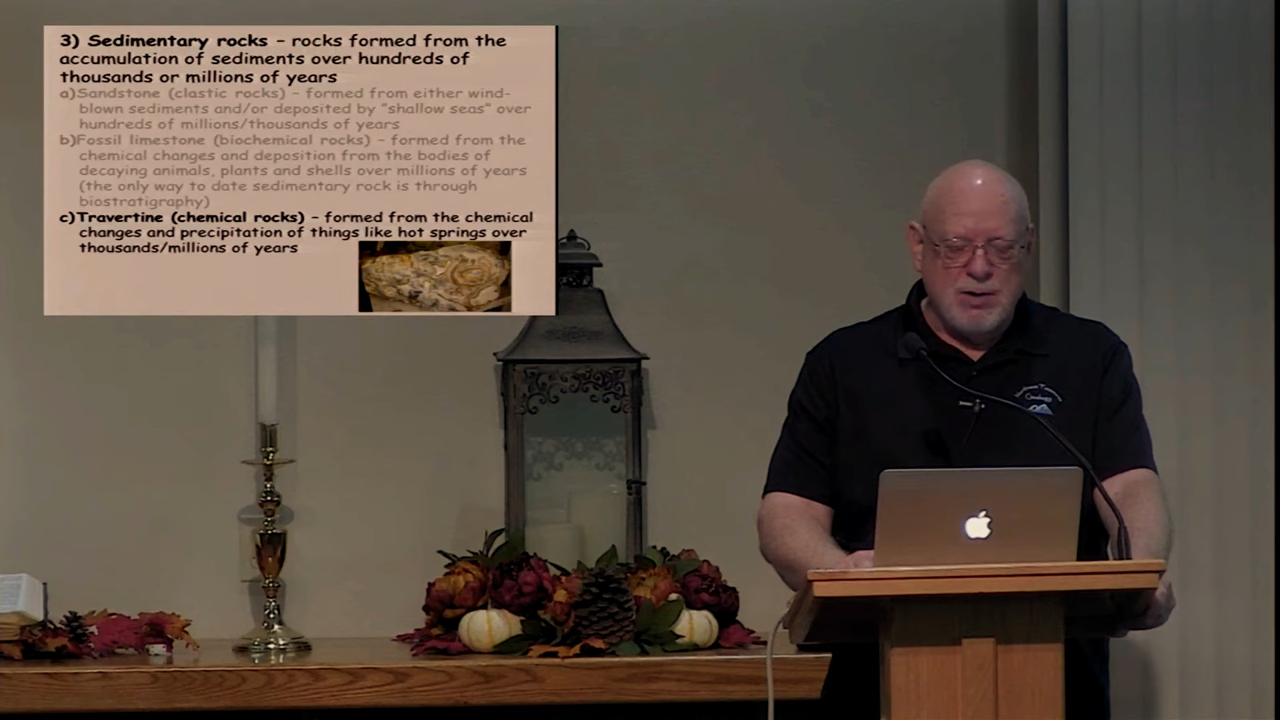 3) Sedimentary rocks – rocks formed from the
accumulation of sediments over hundreds of
thousands or millions of years
a)Sandstone (clastic rocks) – formed from either wind-
blown sediments and/or deposited by "shallow seas" over
hundreds of millions/thousands of years
b)Fossil limestone (biochemical rocks) – formed from the
chemical changes and deposition from the bodies of
decaying animals, plants and shells over millions of years
(the only way to date sedimentary rock is through
biostratigraphy)
c)Travertine (chemical rocks) – formed from the chemical
changes and precipitation of things like hot springs over
thousands/millions of years